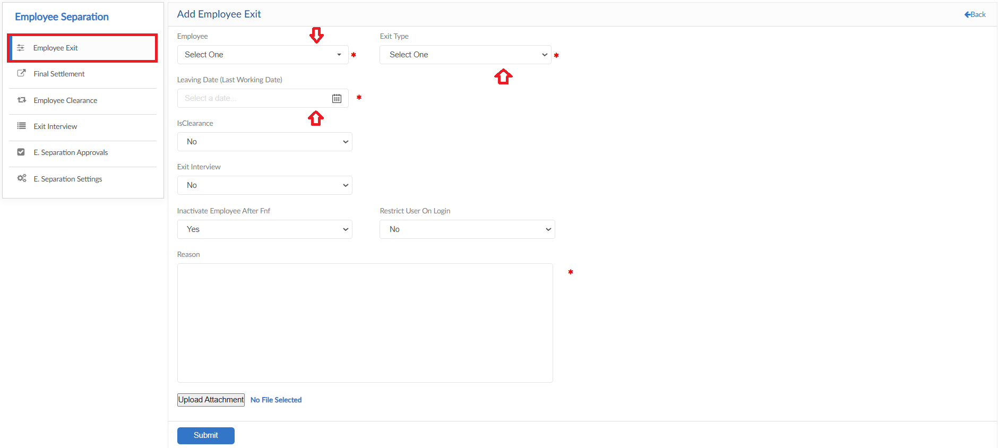 Employee Separation
Employee Exit
Final Settlement
Employee Clearance
Exit Interview
E. Separation Approvals
E. Separation Settings
Add Employee Exit
Back
Employee
Exit Type
Select One
*
Select One
*
Leaving Date (Last Working Date)
Select a date...
*
IsClearance
No
Exit Interview
No
Inactivate Employee After Fnf
Restrict User On Login
Yes
No
Reason
*
Upload Attachment
No File Selected
Submit